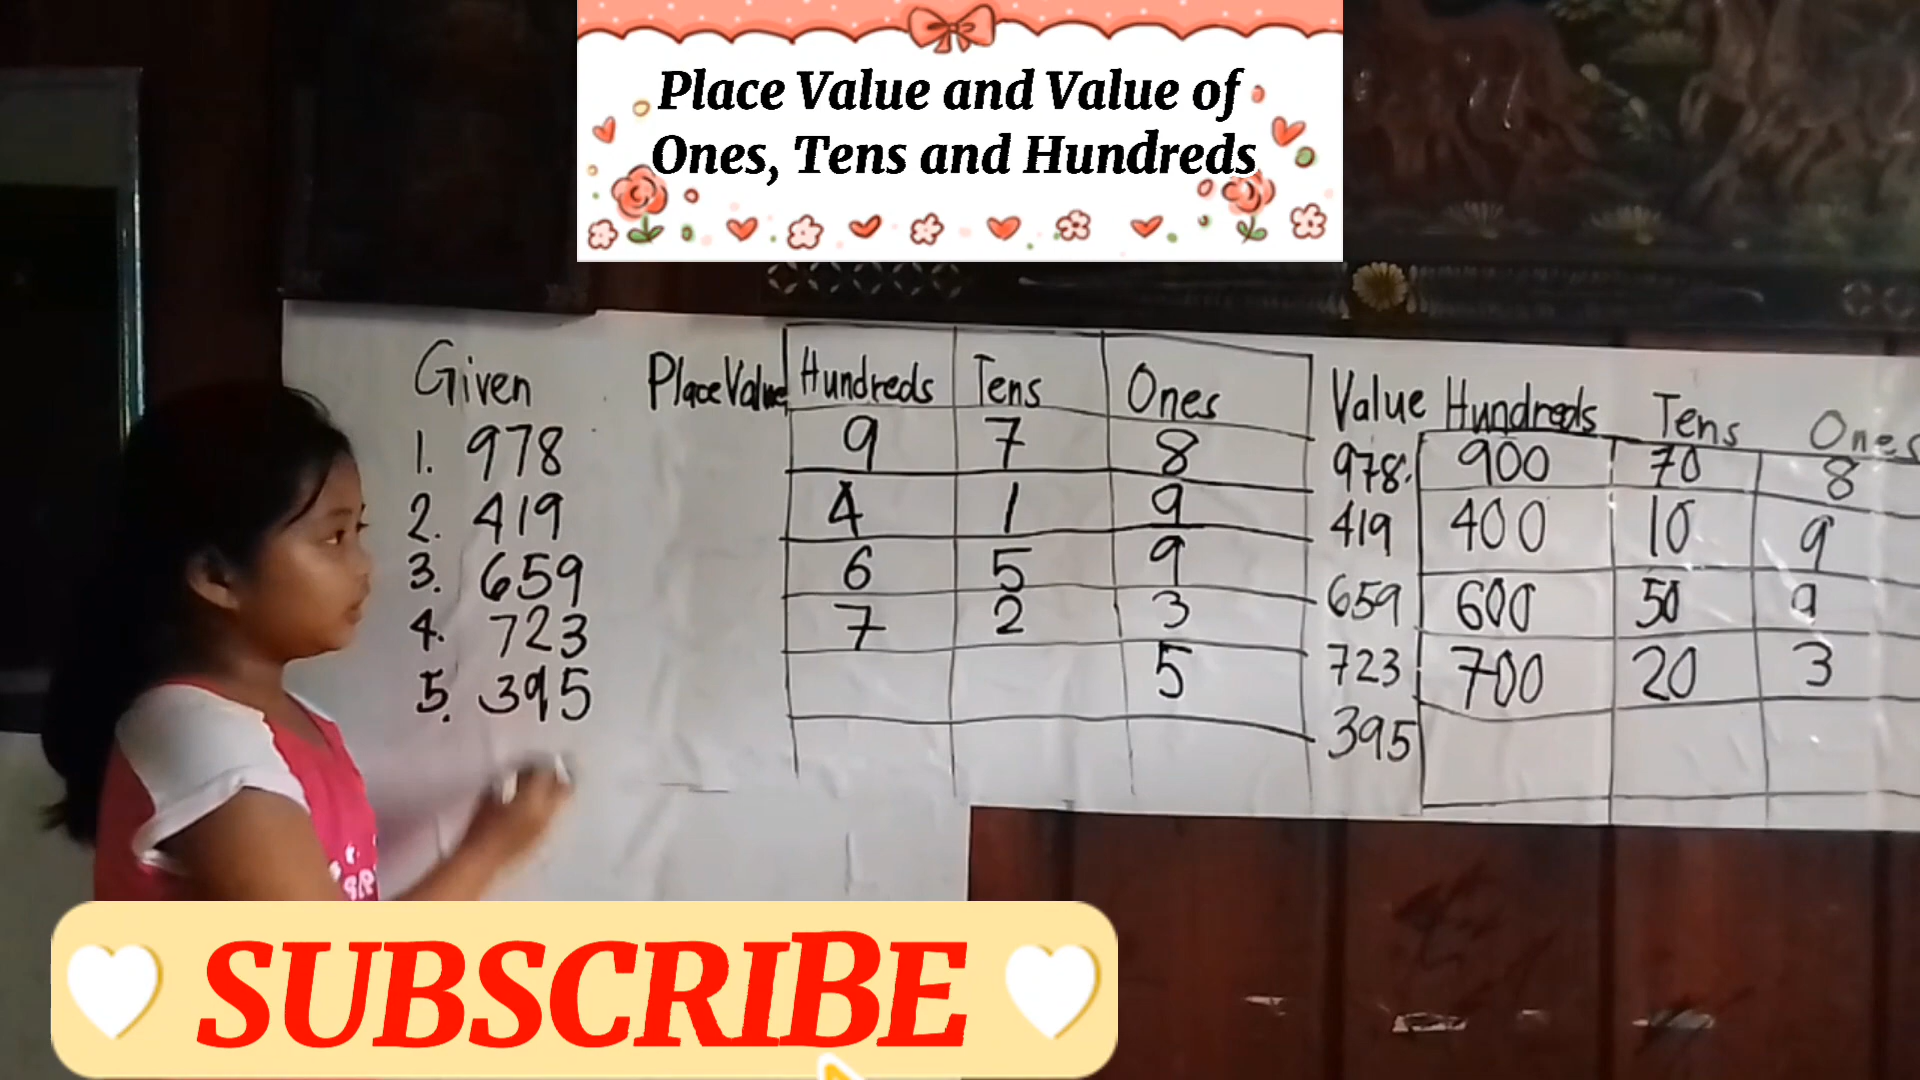 Place Value and Value of
Ones, Tens and Hundreds
Given Place Value Hundreds Tens Ones Value Hundreds Tens Ones
1. 978 9 7 8 978. 900 70 8
2. 419 4 1 9 419 400 10 9
3. 659 6 5 9 659 600 50 9
4. 723 7 2 3 723 700 20 3
5. 395 5 395
SUBSCRIBE